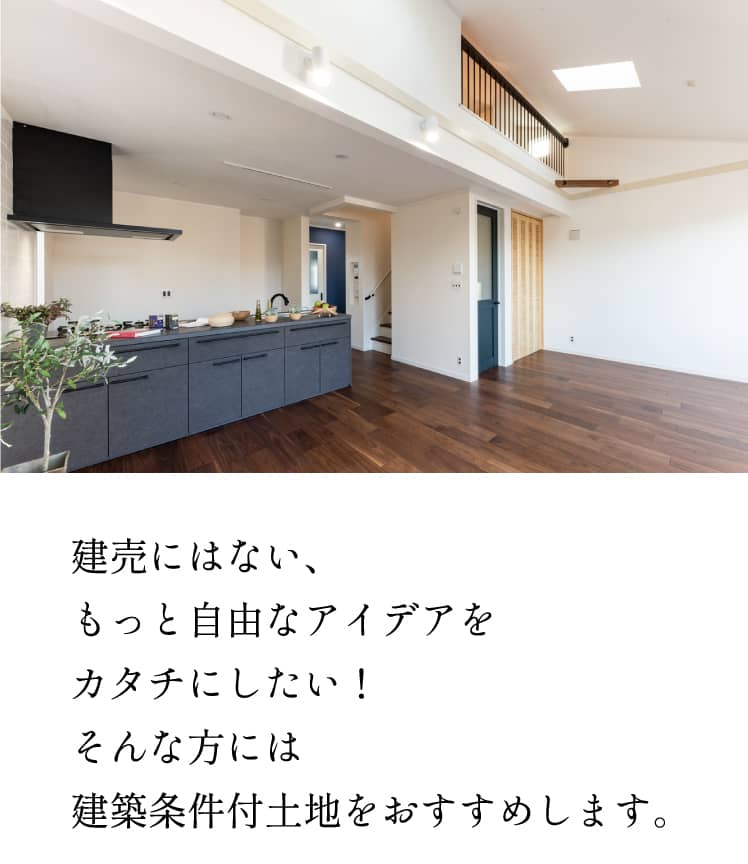 建売にはない、
もっと自由なアイデアを
カタチにしたい！
そんな方には
建築条件付土地をおすすめします。